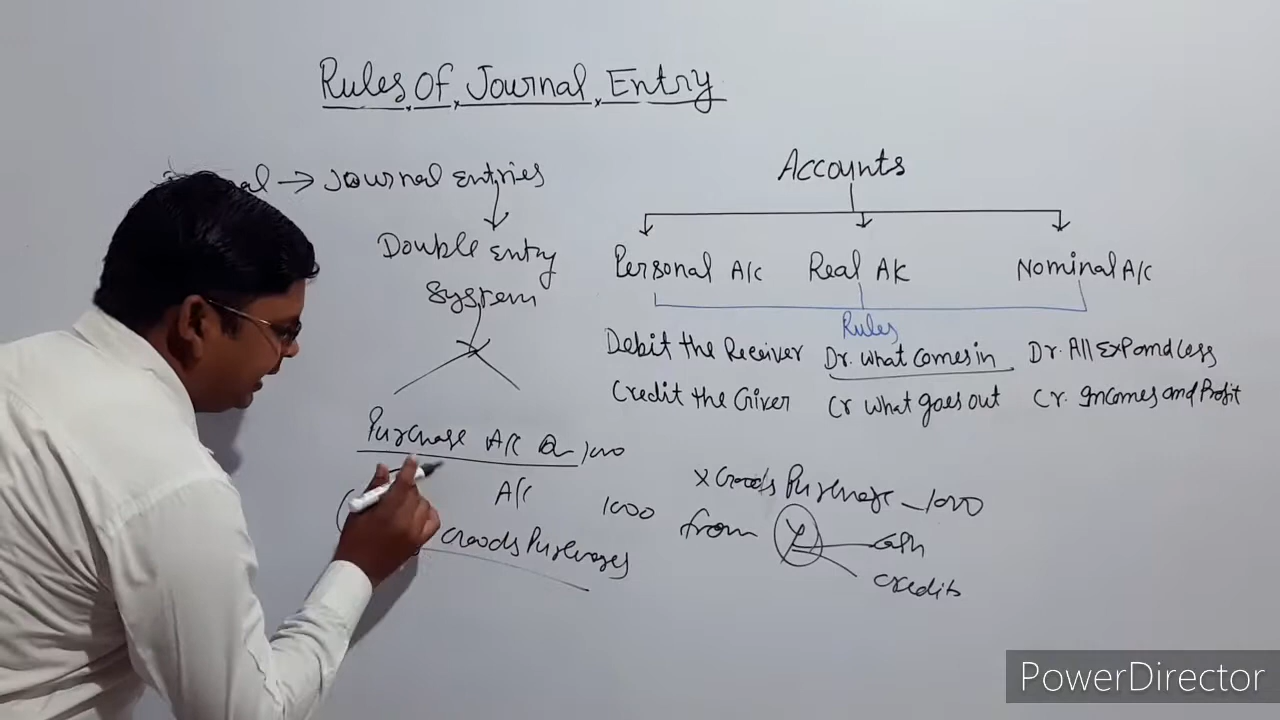 Rules Of Journal Entry
→ Journal Entries
Double entry
System
Purchase A/C Dr 1000
A/C 1000
Goods Purchases
Accounts
Personal A/C Real A/C Nominal A/C
Rules
Debit the Receiver Dr. What Comes in Dr. All Exp and Loss
Credit the Giver Cr What Goes out Cr. Incomes and Profit
X Goods Purchase 1000
from Y Cash
Credit
PowerDirector